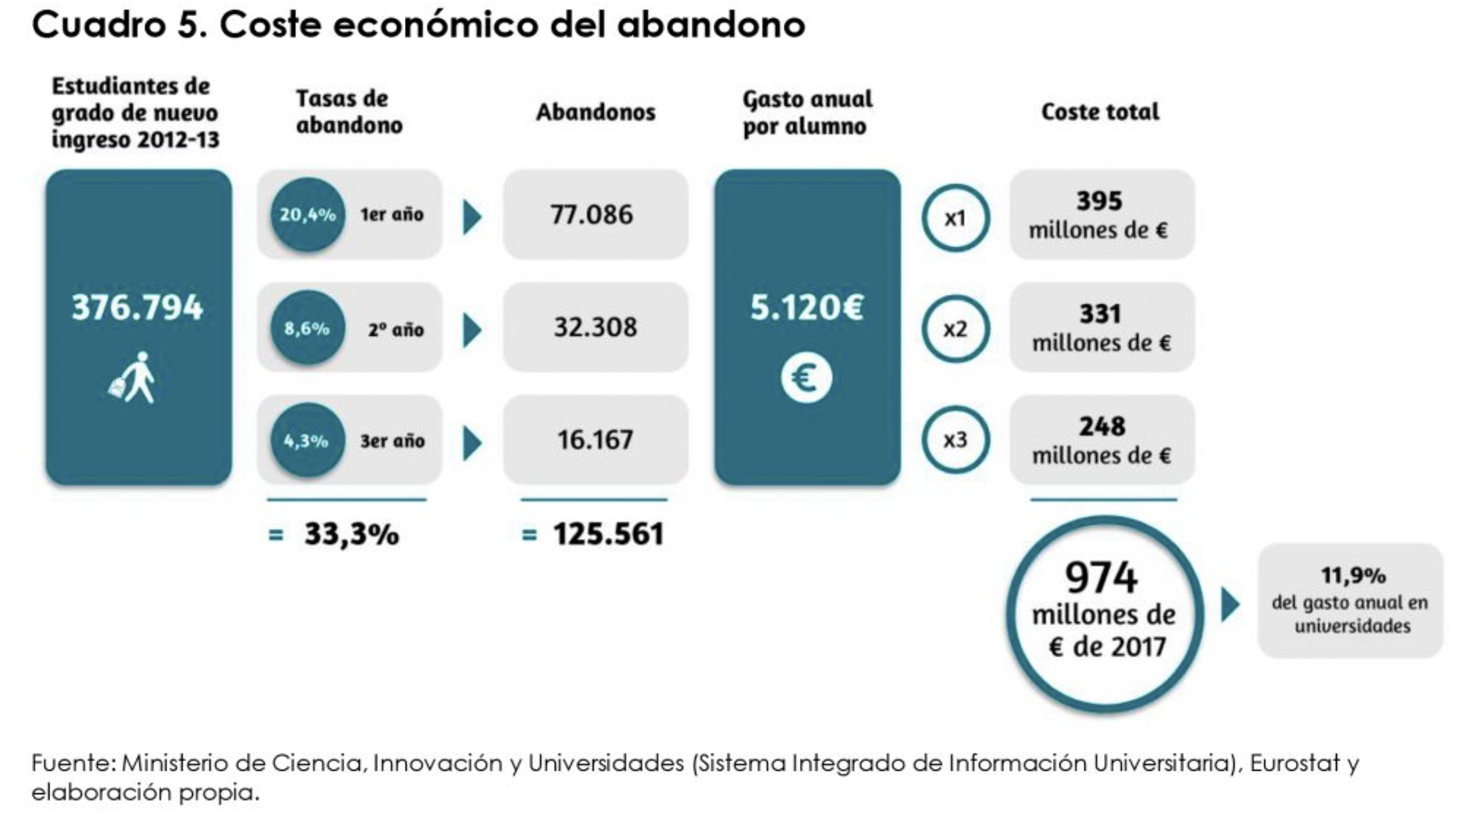 Cuadro 5. Coste económico del abandono
Estudiantes de
grado de nuevo
ingreso 2012-13
Tasas de
abandono
Abandonos
Gasto anual
por alumno
Coste total
376.794
20,4%
1er año
77.086
5.120€
€
x1
395
millones de €
8,6%
2º año
32.308
x2
331
millones de €
4,3%
3er año
16.167
x3
248
millones de €
= 33,3%
= 125.561
974
millones de
€ de 2017
11,9%
del gasto anual en
universidades
Fuente: Ministerio de Ciencia, Innovación y Universidades (Sistema Integrado de Información Universitaria), Eurostat y
elaboración propia.